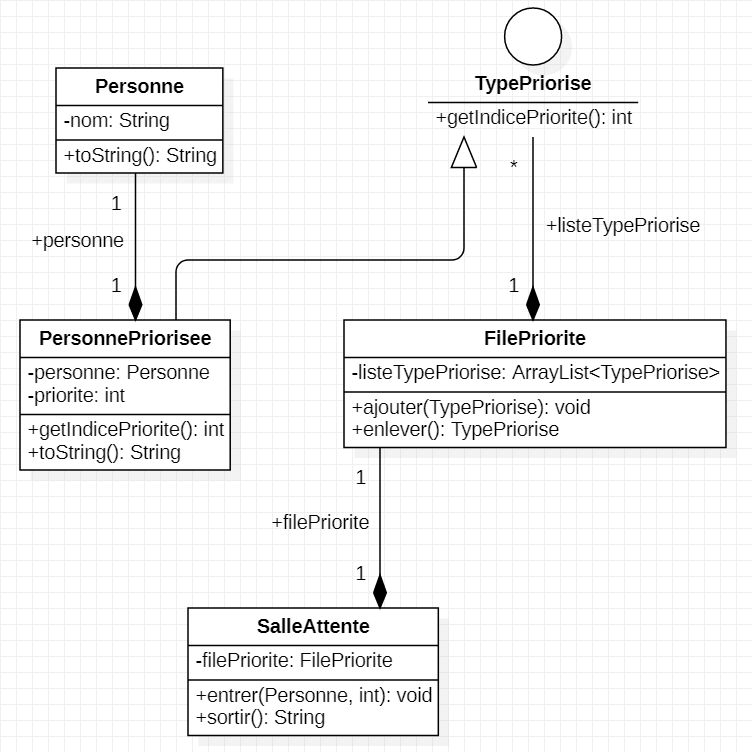 Personne
-nom: String
+toString(): String
TypePriorise
+getIndicePriorite(): int
1
+personne
1
*
+listeTypePriorise
1
PersonnePriorisee
-personne: Personne
-priorite: int
+getIndicePriorite(): int
+toString(): String
FilePriorite
-listeTypePriorise: ArrayList<TypePriorise>
+ajouter(TypePriorise): void
+enlever(): TypePriorise
1
+filePriorite
1
SalleAttente
-filePriorite: FilePriorite
+entrer(Personne, int): void
+sortir(): String